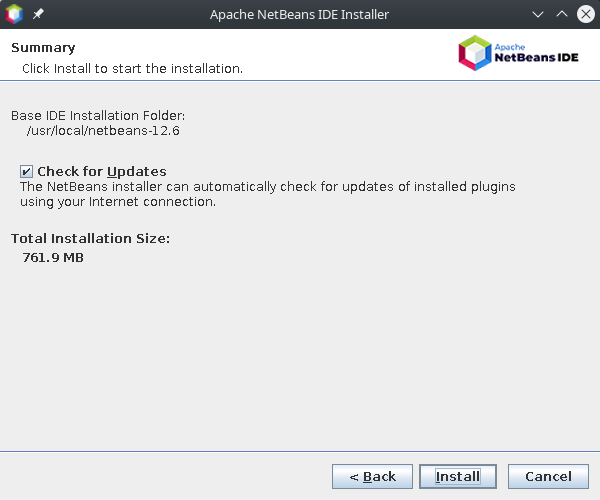 Apache NetBeans IDE Installer
Summary
Click Install to start the installation.
Apache
NetBeans IDE
Base IDE Installation Folder:
/usr/local/netbeans-12.6
Check for Updates
The NetBeans installer can automatically check for updates of installed plugins
using your Internet connection.
Total Installation Size:
761.9 MB
< Back
Install
Cancel